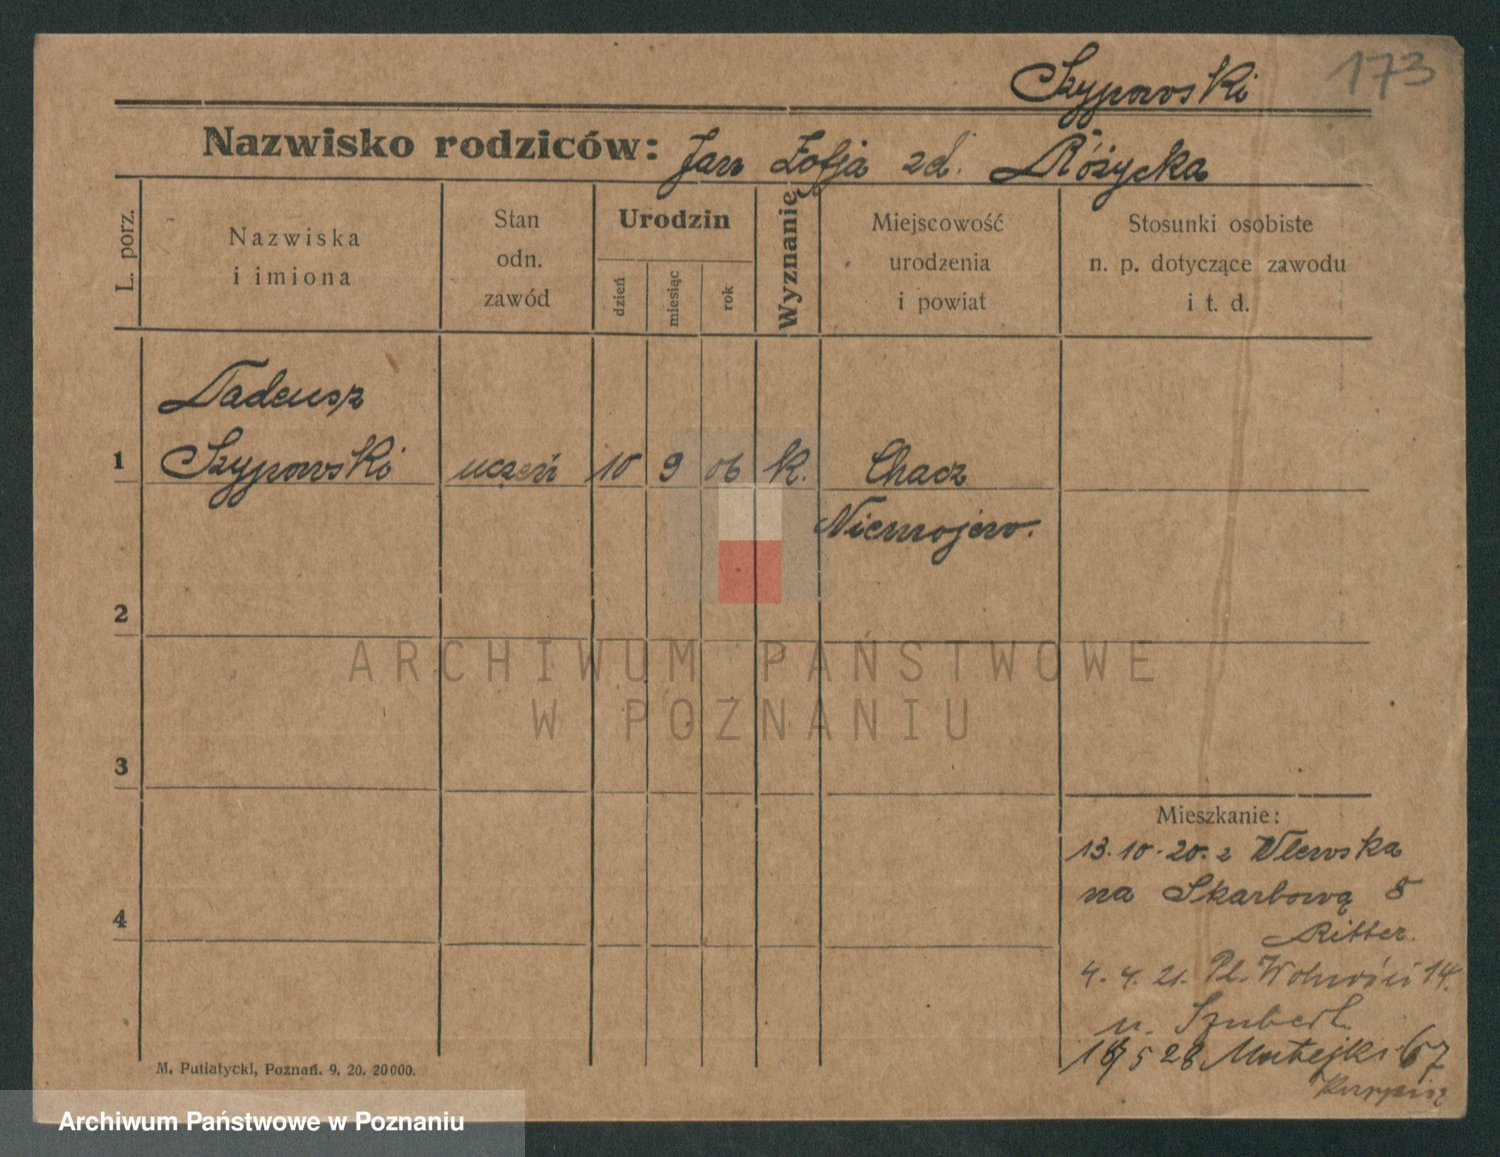 Szypowski 173
Nazwisko rodziców: Jan Zofja zd. Różycka
L. porz.
Nazwiska
i imiona
Stan
odn.
zawód
Urodzin
dzień
miesiąc
rok
Wyznanie
Miejscowość
urodzenia
i powiat
Stosunki osobiste
n. p. dotyczące zawodu
i t. d.
Tadeusz
1 Szypowski uczeń 10 9 06 k. Chacz
Niemojew.
2
ARCHIWUM PAŃSTWOWE
W POZNANIU
3
Mieszkanie:
13.10.20. z Wlewska
na Skarbową 8
Ritter.
4
4.4.21. Pl. Wolności 14.
u. Szubert
5 28 Matejki 67
M. Putiatycki, Poznań. 9. 20. 20000.
Archiwum Państwowe w Poznaniu